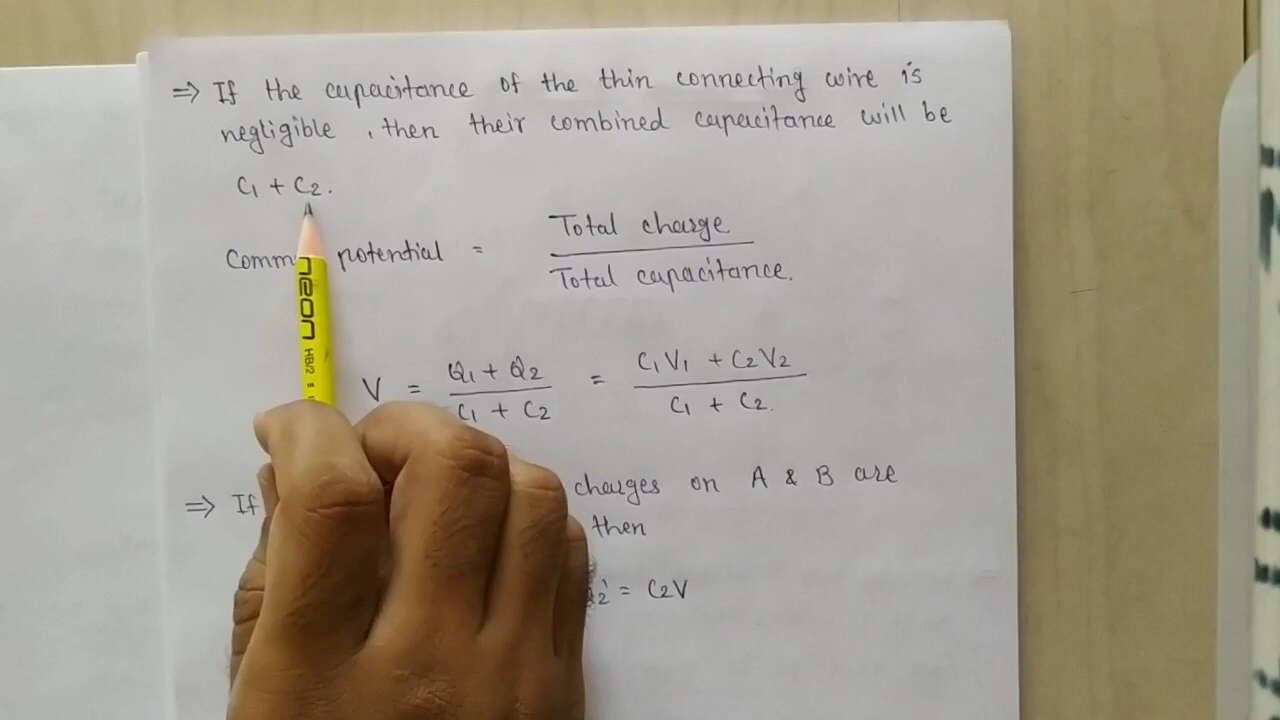 ⇒ If the capacitance of the thin connecting wire is
negligible, then their combined capacitance will be
C₁ + C₂.
potential = Total charge / Total capacitance.
V = Q₁ + Q₂ / C₁ + C₂ = C₁V₁ + C₂V₂ / C₁ + C₂.
⇒ If charges on A & B are
then
Q₂' = C₂V
neon HB/2